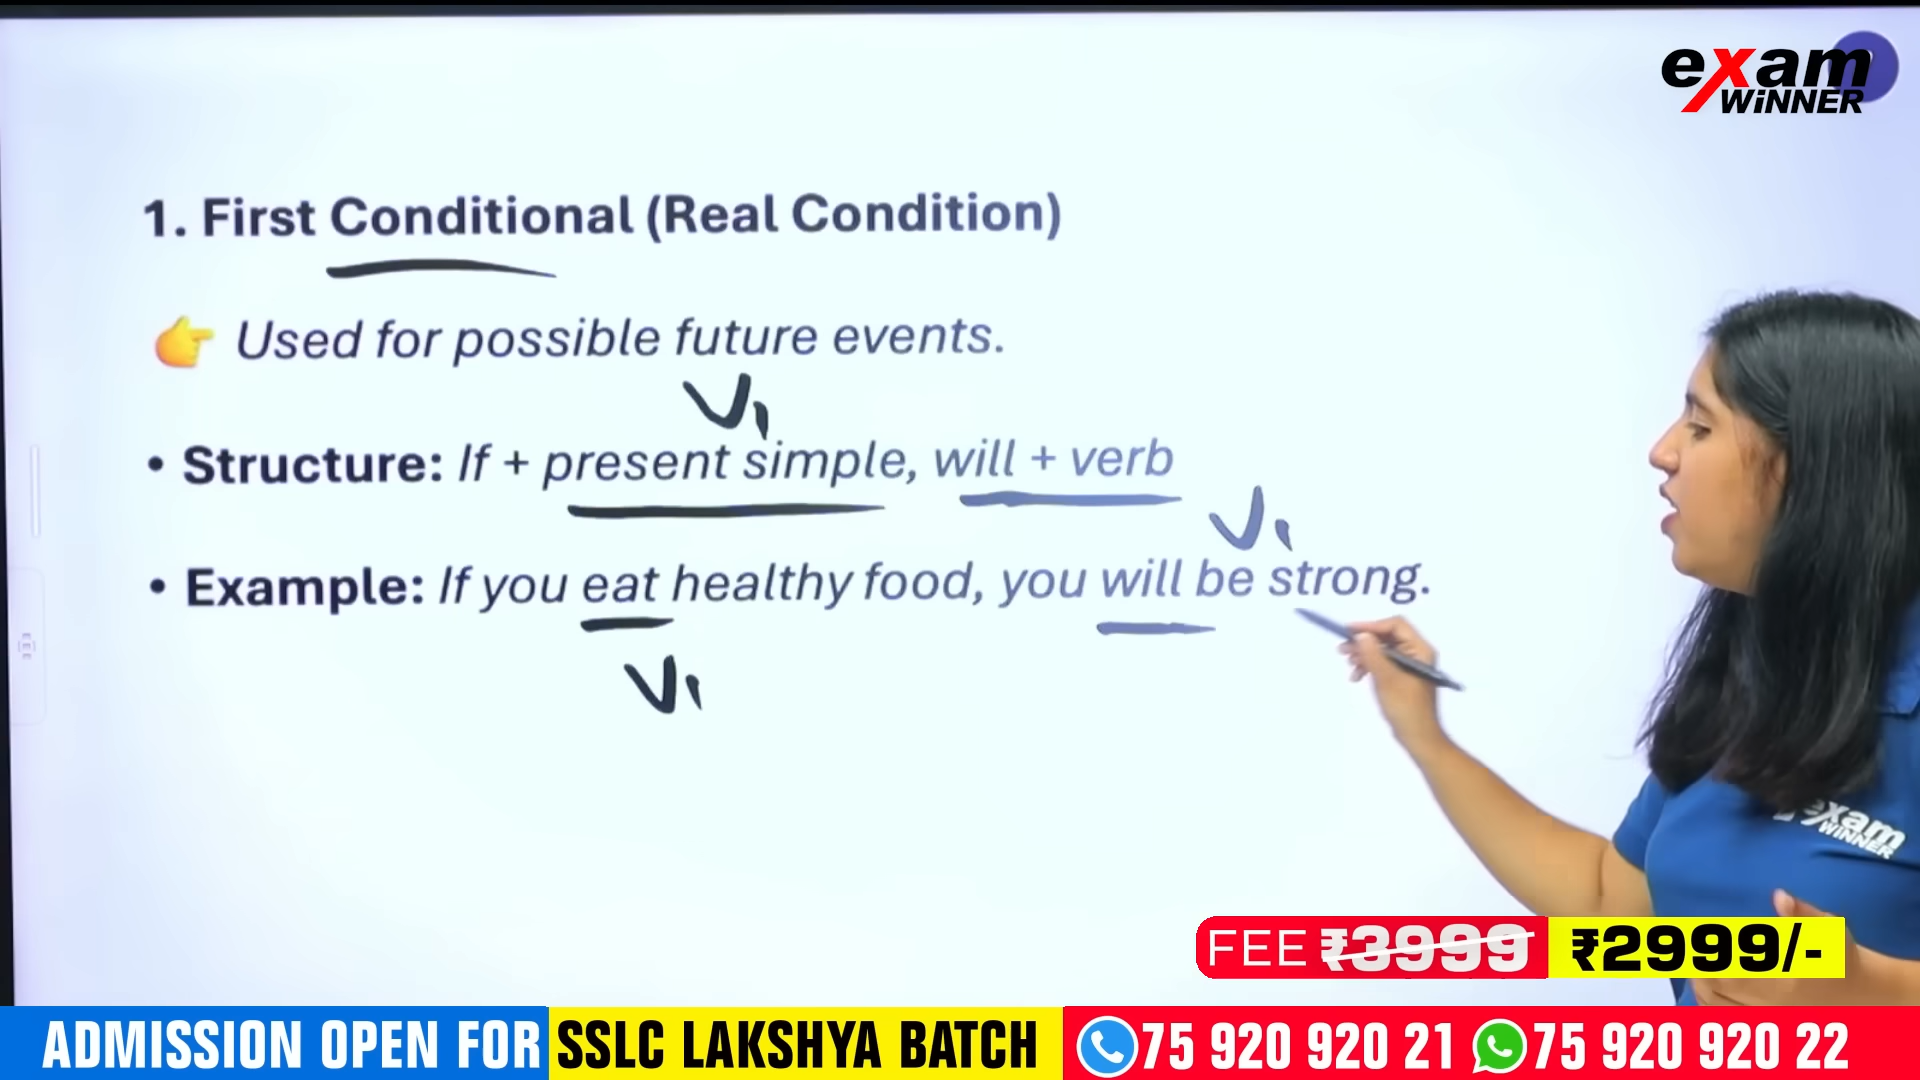 exam
WiNNER
1. First Conditional (Real Condition)
👉 Used for possible future events.
V1
• Structure: If + present simple, will + verb
V1
• Example: If you eat healthy food, you will be strong.
V1
exam
WiNNER
FEE ₹3999 ₹2999/-
ADMISSION OPEN FOR SSLC LAKSHYA BATCH 75 920 920 21 75 920 920 22